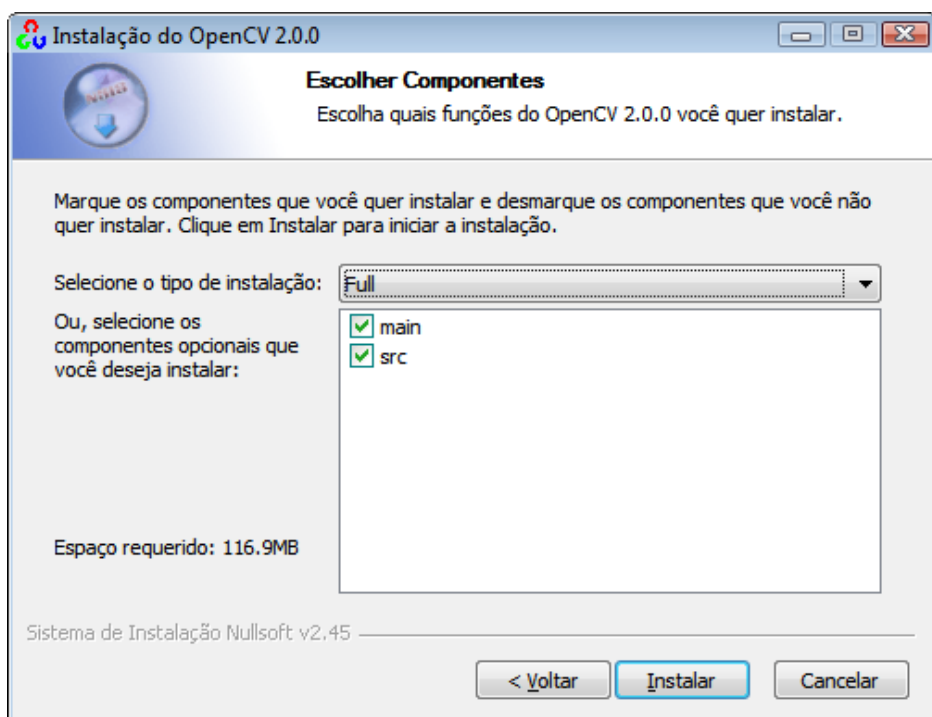 Instalação do OpenCV 2.0.0
Escolher Componentes
Escolha quais funções do OpenCV 2.0.0 você quer instalar.
Marque os componentes que você quer instalar e desmarque os componentes que você não
quer instalar. Clique em Instalar para iniciar a instalação.
Selecione o tipo de instalação:
Full
Ou, selecione os
componentes opcionais que
você deseja instalar:
main
src
Espaço requerido: 116.9MB
Sistema de Instalação Nullsoft v2.45
< Voltar
Instalar
Cancelar